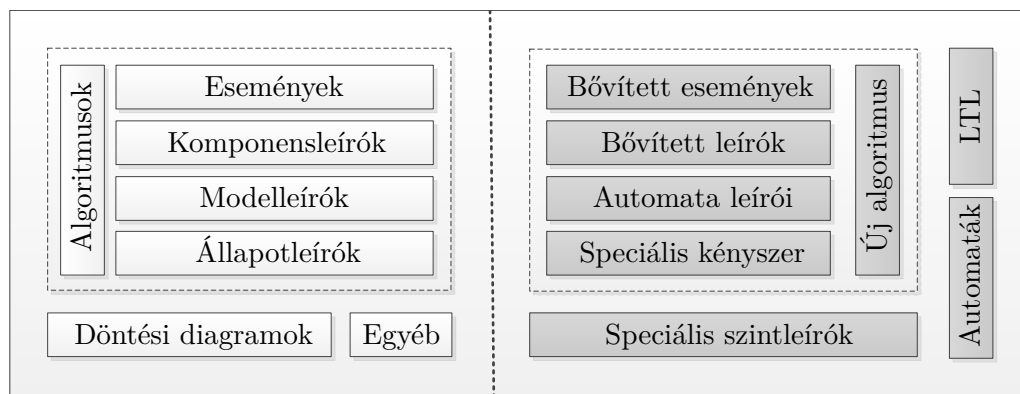 Algoritmusok
Események
Komponensleírók
Modelleírók
Állapotleírók
Döntési diagramok
Egyéb
Bővített események
Bővített leírók
Automata leírói
Speciális kényszer
Új algoritmus
Speciális szintleírók
LTL
Automaták